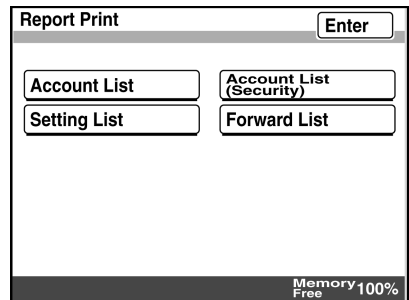 Report Print
Enter
Account List
Account List
(Security)
Setting List
Forward List
Memory
Free
100%